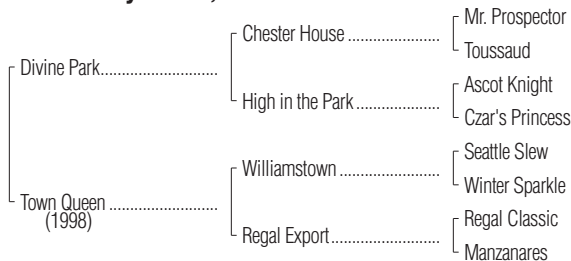 Mr. Prospector
Chester House
Toussaud
Divine Park
Ascot Knight
High in the Park
Czar's Princess
Seattle Slew
Williamstown
Winter Sparkle
Town Queen
(1998)
Regal Classic
Regal Export
Manzanares